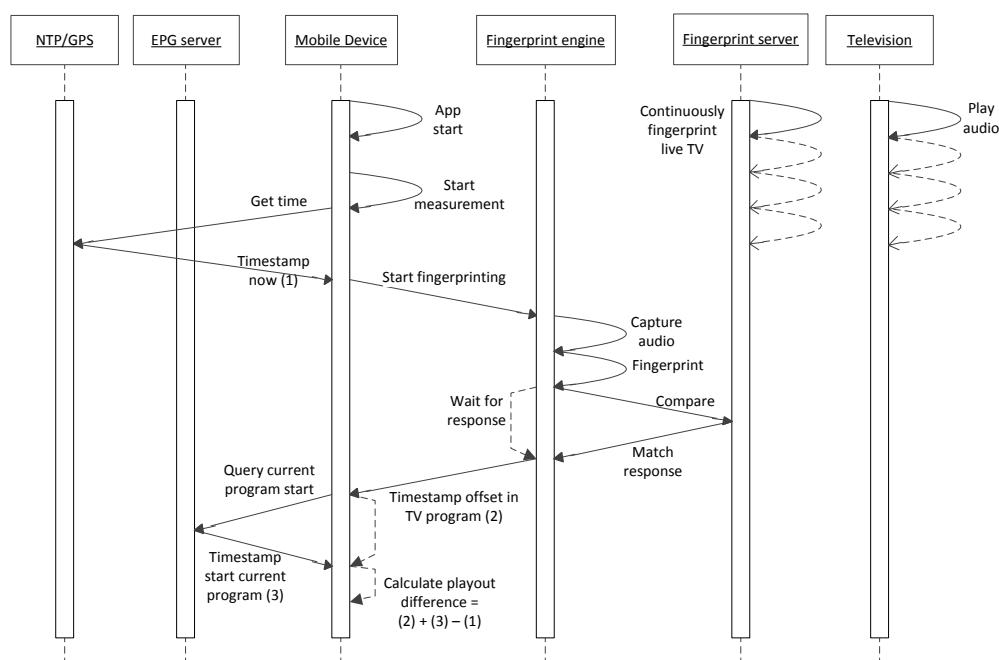 NTP/GPS
EPG server
Mobile Device
Fingerprint engine
Fingerprint server
Television
App
start
Continuously
fingerprint
live TV
Play
audio
Start
measurement
Get time
Timestamp
now (1)
Start fingerprinting
Capture
audio
Fingerprint
Wait for
response
Compare
Match
response
Query current
program start
Timestamp offset in
TV program (2)
Timestamp
start current
program (3)
Calculate playout
difference =
(2) + (3) – (1)